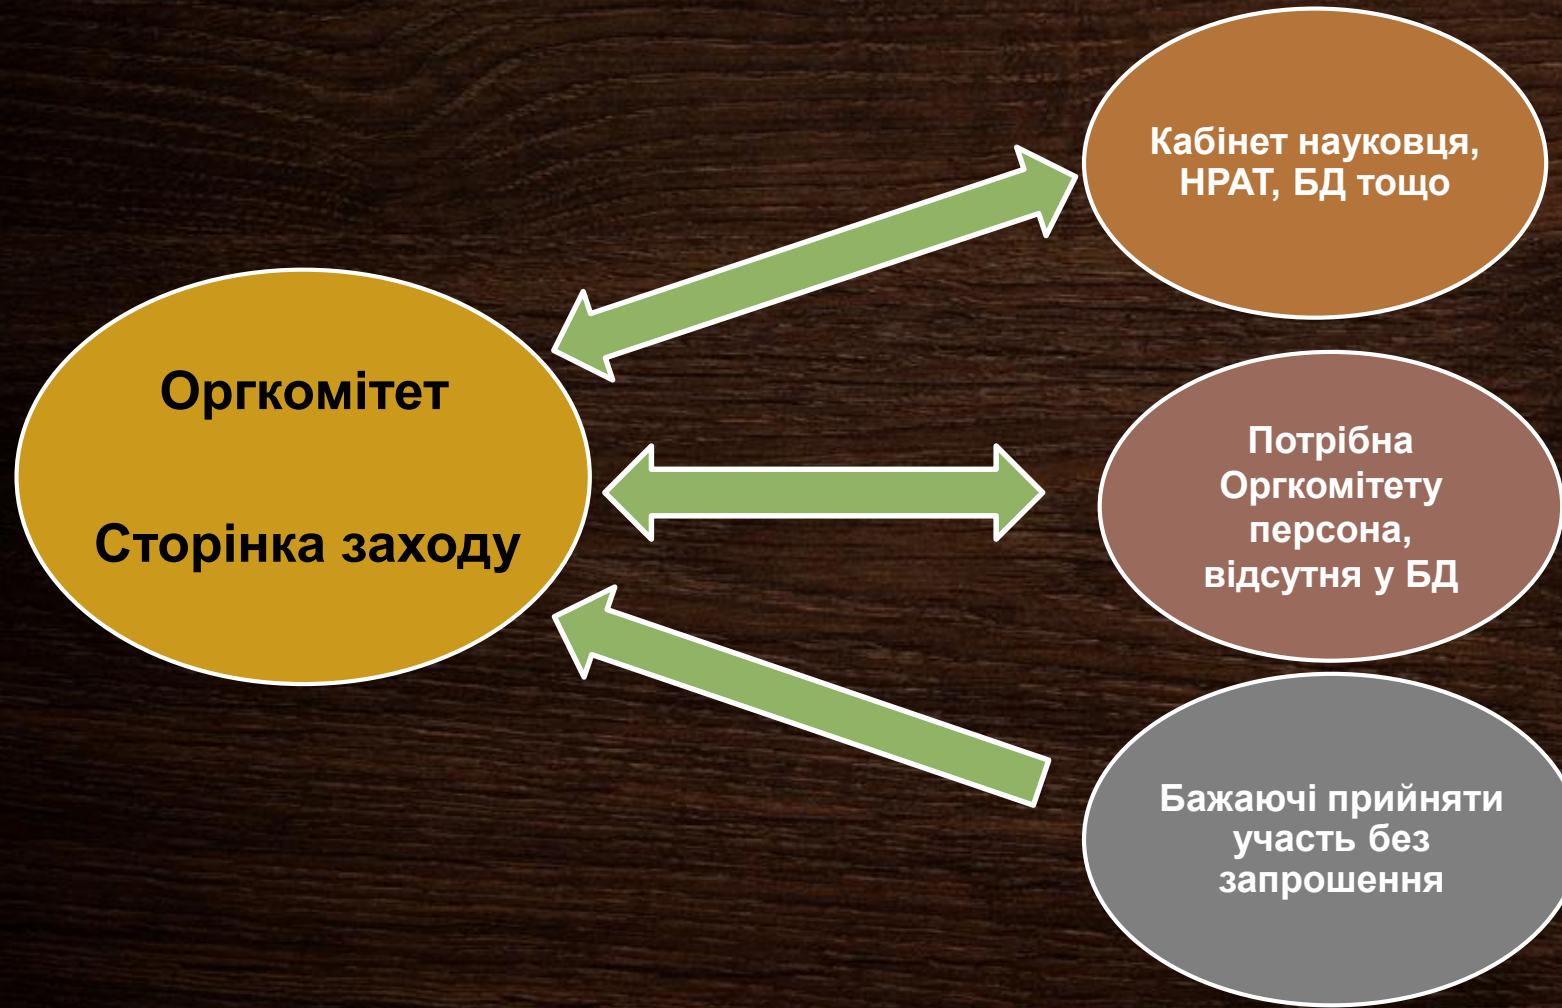 Оргкомітет
Сторінка заходу
Кабінет науковця,
НРАТ, БД тощо
Потрібна
Оргкомітету
персона,
відсутня у БД
Бажаючі прийняти
участь без
запрошення